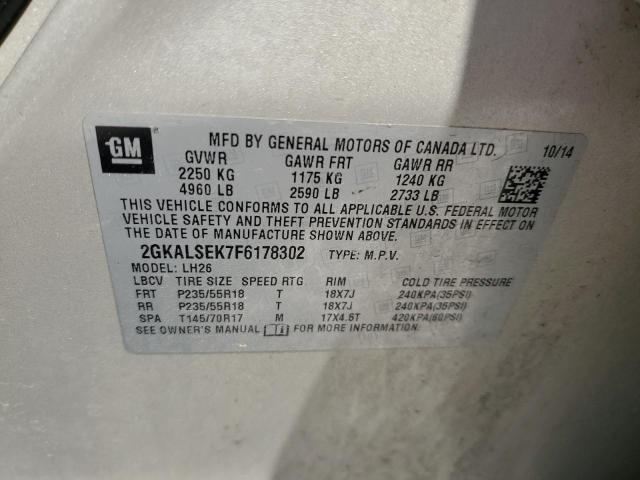 GM
MFD BY GENERAL MOTORS OF CANADA LTD.
10/14
GVWR GAWR FRT GAWR RR
2250 KG 1175 KG 1240 KG
4960 LB 2590 LB 2733 LB
THIS VEHICLE CONFORMS TO ALL APPLICABLE U.S. FEDERAL MOTOR
VEHICLE SAFETY AND THEFT PREVENTION STANDARDS IN EFFECT ON
THE DATE OF MANUFACTURE SHOWN ABOVE.
2GKALSEK7F6178302 TYPE: M.P.V.
MODEL: LH26
LBCV TIRE SIZE SPEED RTG RIM COLD TIRE PRESSURE
FRT P235/55R18 T 18X7J 240KPA(35PSI)
RR P235/55R18 T 18X7J 240KPA(35PSI)
SPA T145/70R17 M 17X4.5T 420KPA(60PSI)
SEE OWNER'S MANUAL FOR MORE INFORMATION.